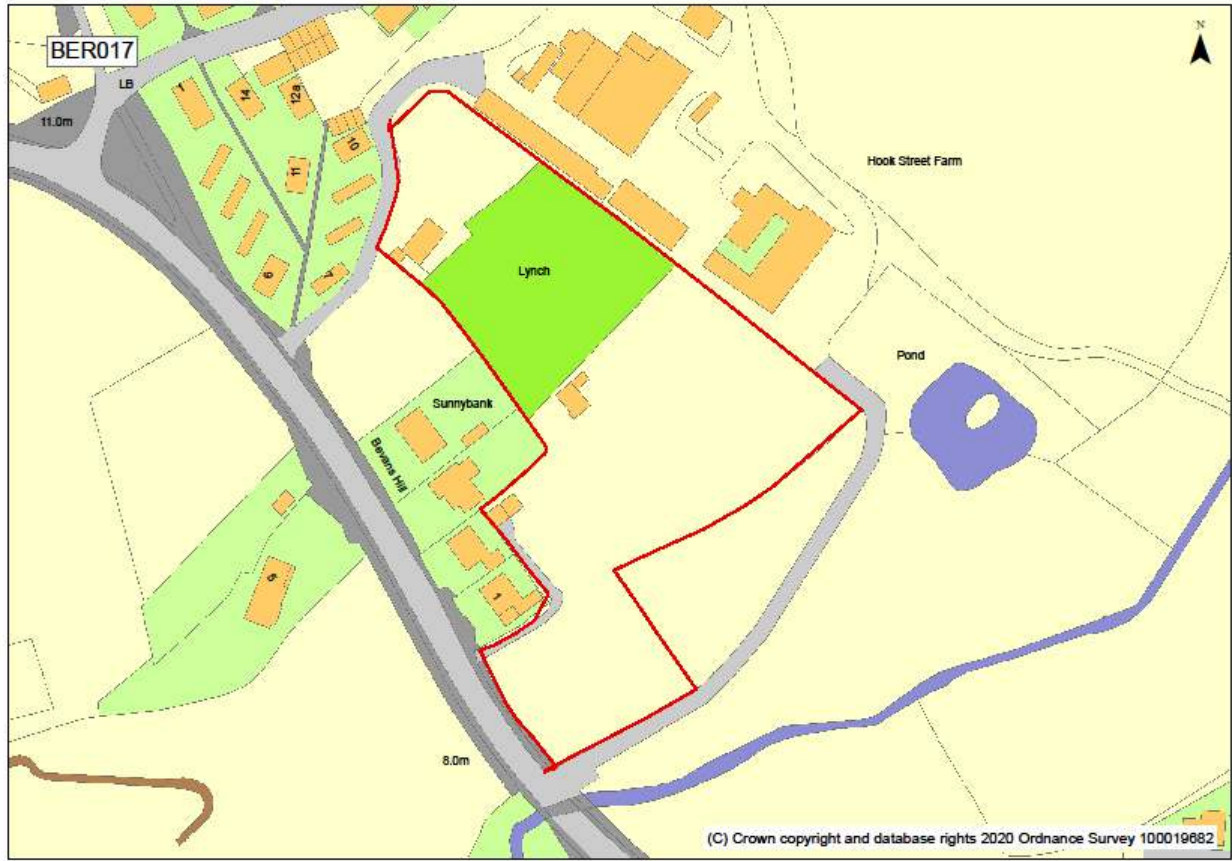 BER017
N
LB
1
14
12a
11.0m
10
11
Hook Street Farm
6
7
Lynch
Pond
Sunnybank
Bevans Hill
5
1
8.0m
(C) Crown copyright and database rights 2020 Ordnance Survey 100019682